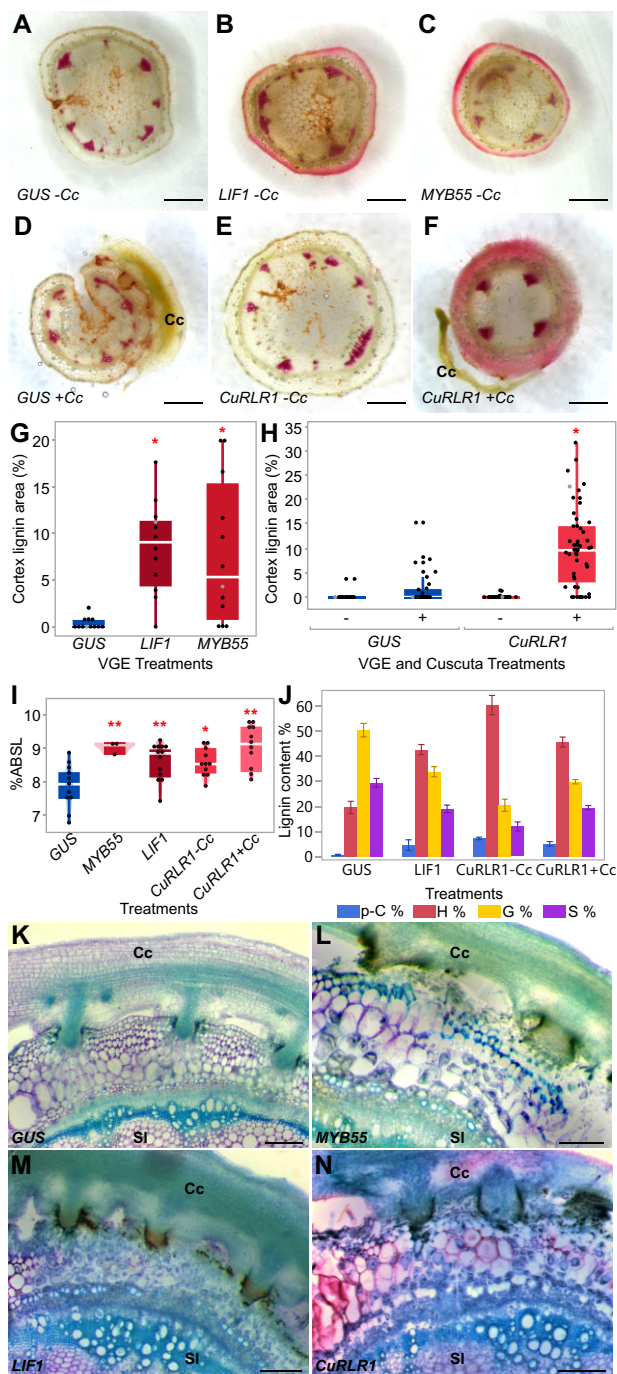 A
B
C
GUS -Cc
LIF1 -Cc
MYB55 -Cc
D
E
F
Cc
Cc
GUS +Cc
CuRLR1 -Cc
CuRLR1 +Cc
G
H
Cortex lignin area (%)
20
15
10
5
0
*
*
GUS
LIF1
MYB55
VGE Treatments
Cortex lignin area (%)
35
30
25
20
15
10
5
0
*
-
+
-
+
GUS
CuRLR1
VGE and Cuscuta Treatments
I
J
%ABSL
10
9
8
7
**
**
*
**
GUS
MYB55
LIF1
CuRLR1-Cc
CuRLR1+Cc
Treatments
Lignin content %
60
50
40
30
20
10
0
GUS
LIF1
CuRLR1-Cc
CuRLR1+Cc
Treatments
p-C %
H %
G %
S %
K
L
Cc
Cc
GUS
SI
MYB55
SI
M
N
Cc
Cc
LIF1
SI
CuRLR1
SI